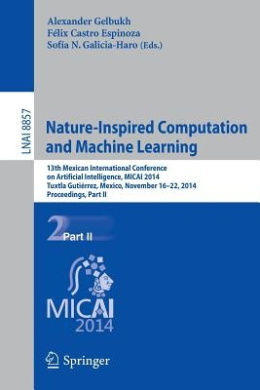 Alexander Gelbukh
Félix Castro Espinoza
Sofía N. Galicia-Haro (Eds.)
LNAI 8857
Nature-Inspired Computation
and Machine Learning
13th Mexican International Conference
on Artificial Intelligence, MICAI 2014
Tuxtla Gutiérrez, Mexico, November 16–22, 2014
Proceedings, Part II
2 Part II
MICAI
2014
Springer